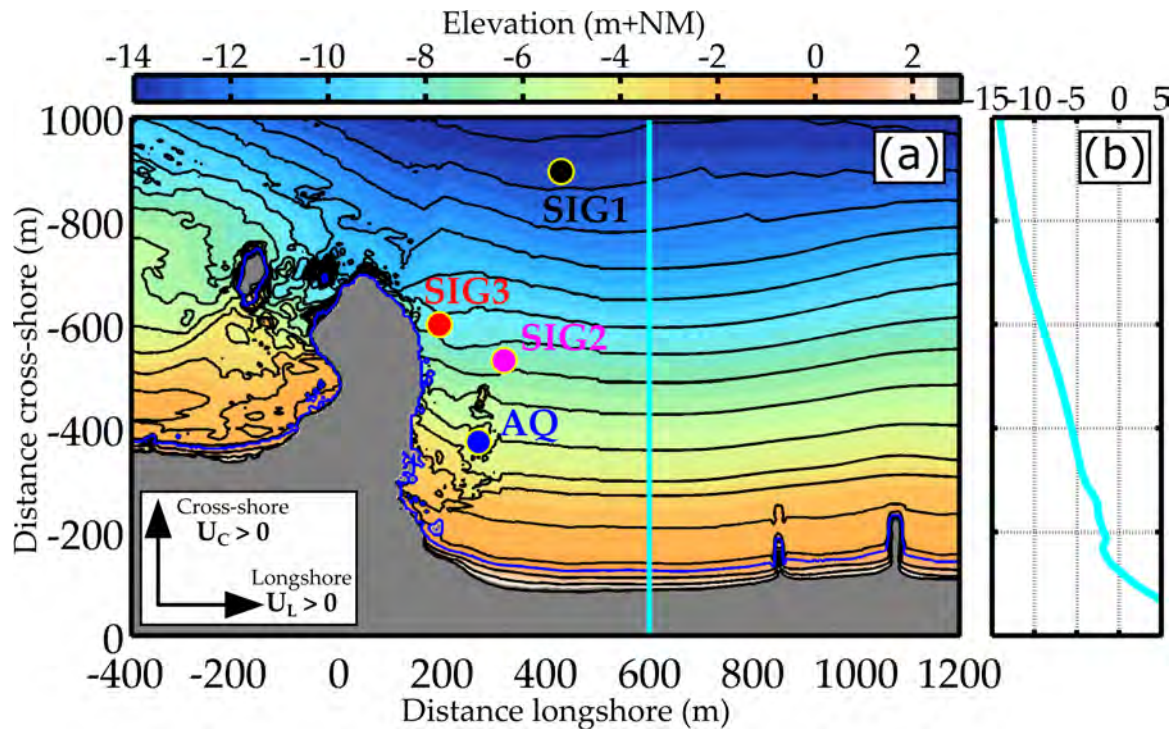 Elevation (m+NM)
-14 -12 -10 -8 -6 -4 -2 0 2
-15 -10 -5 0 5
1000
-800
-600
-400
-200
0
Distance cross-shore (m)
(a)
(b)
SIG1
SIG3
SIG2
AQ
Cross-shore
U_C > 0
Longshore
U_L > 0
-400 -200 0 200 400 600 800 1000 1200
Distance longshore (m)